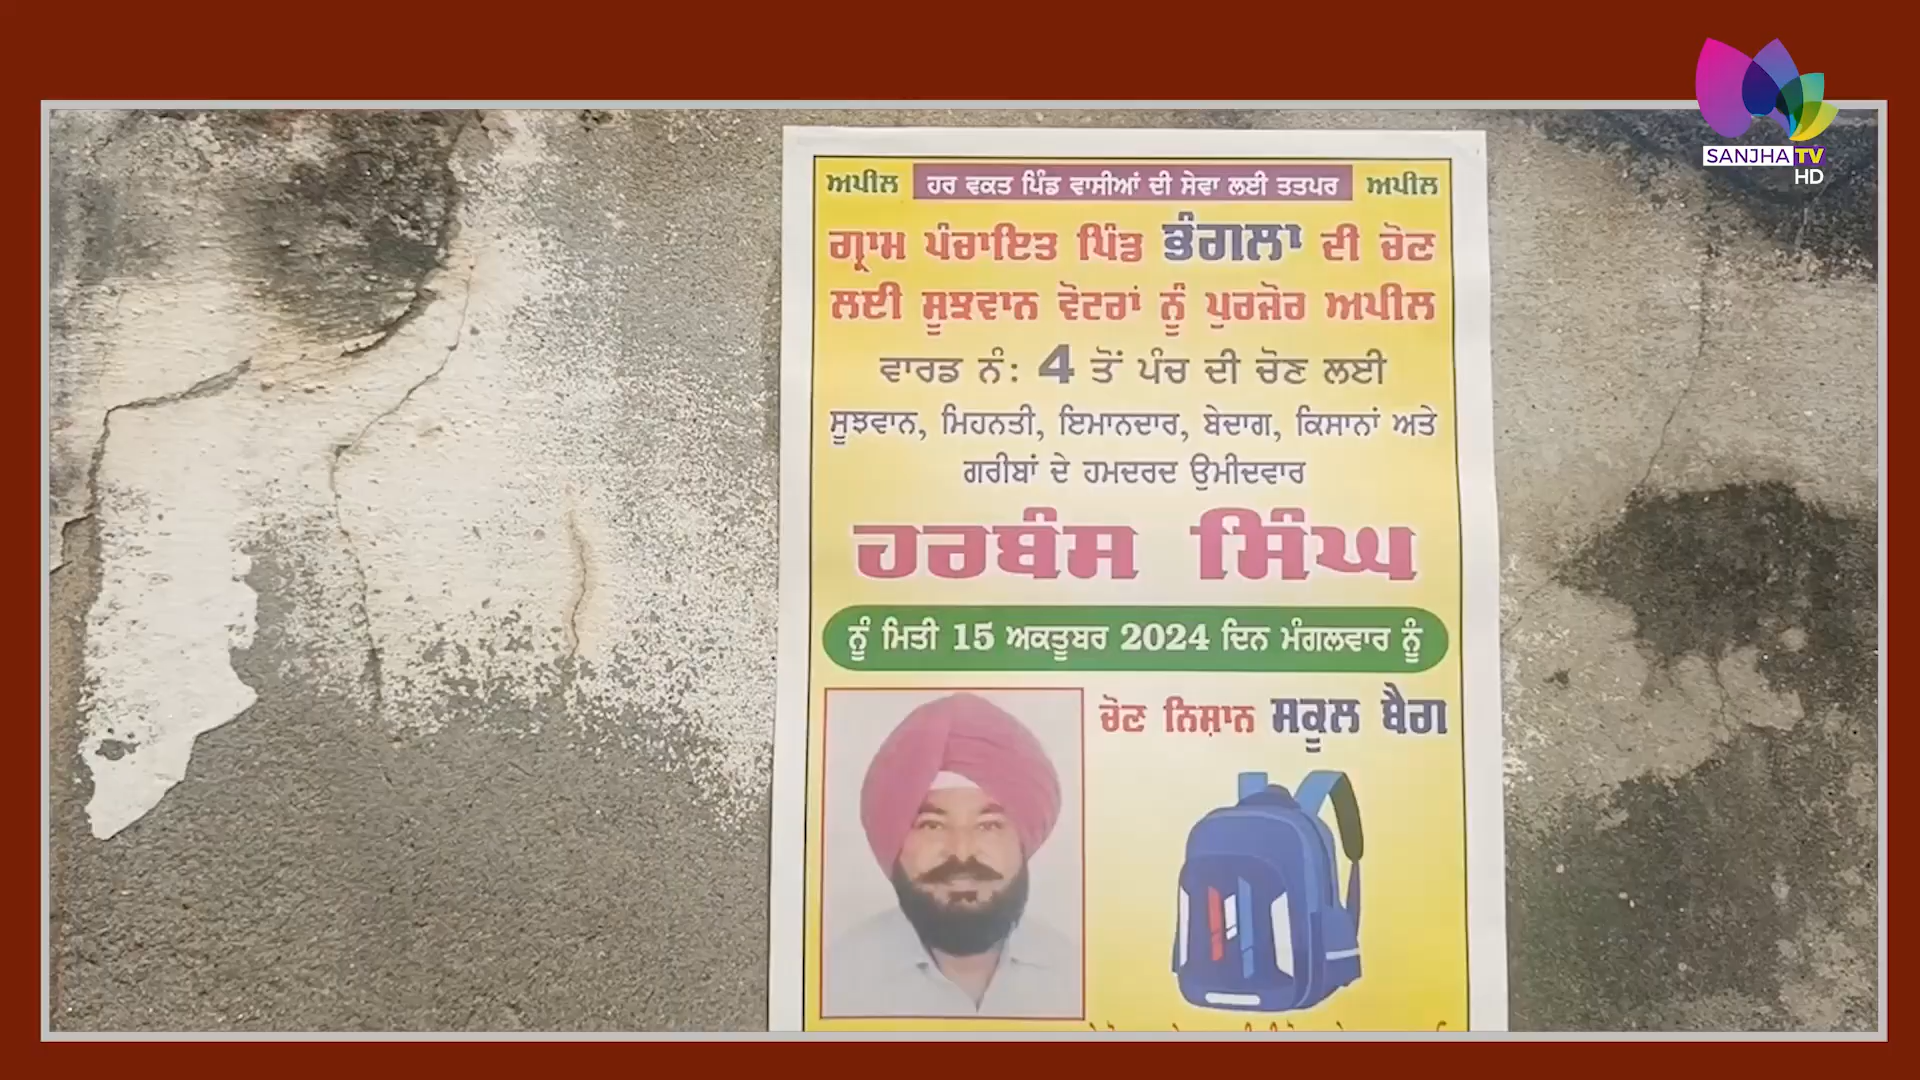 SANJHA TV
HD
ਅਪੀਲ ਹਰ ਵਕਤ ਪਿੰਡ ਵਾਸੀਆਂ ਦੀ ਸੇਵਾ ਲਈ ਤਤਪਰ ਅਪੀਲ
ਗ੍ਰਾਮ ਪੰਚਾਇਤ ਪਿੰਡ ਭੰਗਲਾ ਦੀ ਚੋਣ
ਲਈ ਸੂਝਵਾਨ ਵੋਟਰਾਂ ਨੂੰ ਪੁਰਜੋਰ ਅਪੀਲ
ਵਾਰਡ ਨੰ: 4 ਤੋਂ ਪੰਚ ਦੀ ਚੋਣ ਲਈ
ਸੂਝਵਾਨ, ਮਿਹਨਤੀ, ਇਮਾਨਦਾਰ, ਬੇਦਾਗ, ਕਿਸਾਨਾਂ ਅਤੇ
ਗਰੀਬਾਂ ਦੇ ਹਮਦਰਦ ਉਮੀਦਵਾਰ
ਹਰਬੰਸ ਸਿੰਘ
ਨੂੰ ਮਿਤੀ 15 ਅਕਤੂਬਰ 2024 ਦਿਨ ਮੰਗਲਵਾਰ ਨੂੰ
ਚੋਣ ਨਿਸ਼ਾਨ ਸਕੂਲ ਬੈਗ